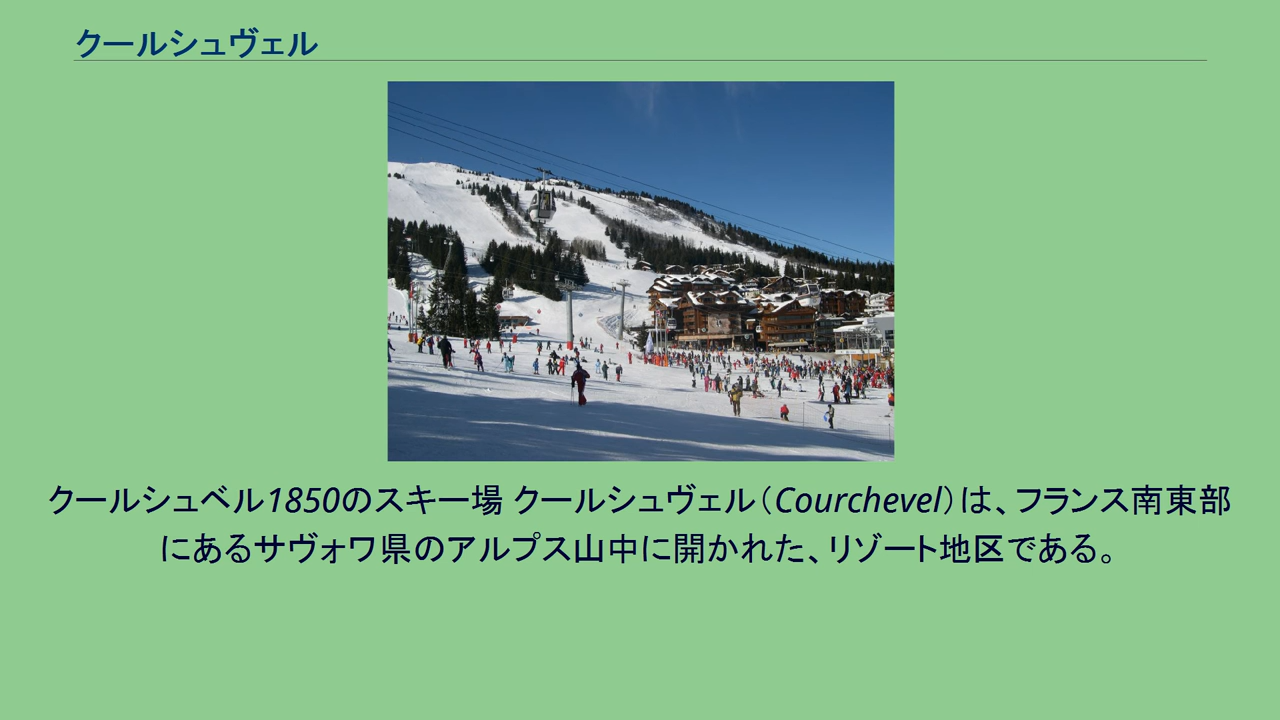 クールシュヴェル
クールシュベル1850のスキー場 クールシュヴェル（Courchevel）は、フランス南東部
にあるサヴォワ県のアルプス山中に開かれた、リゾート地区である。